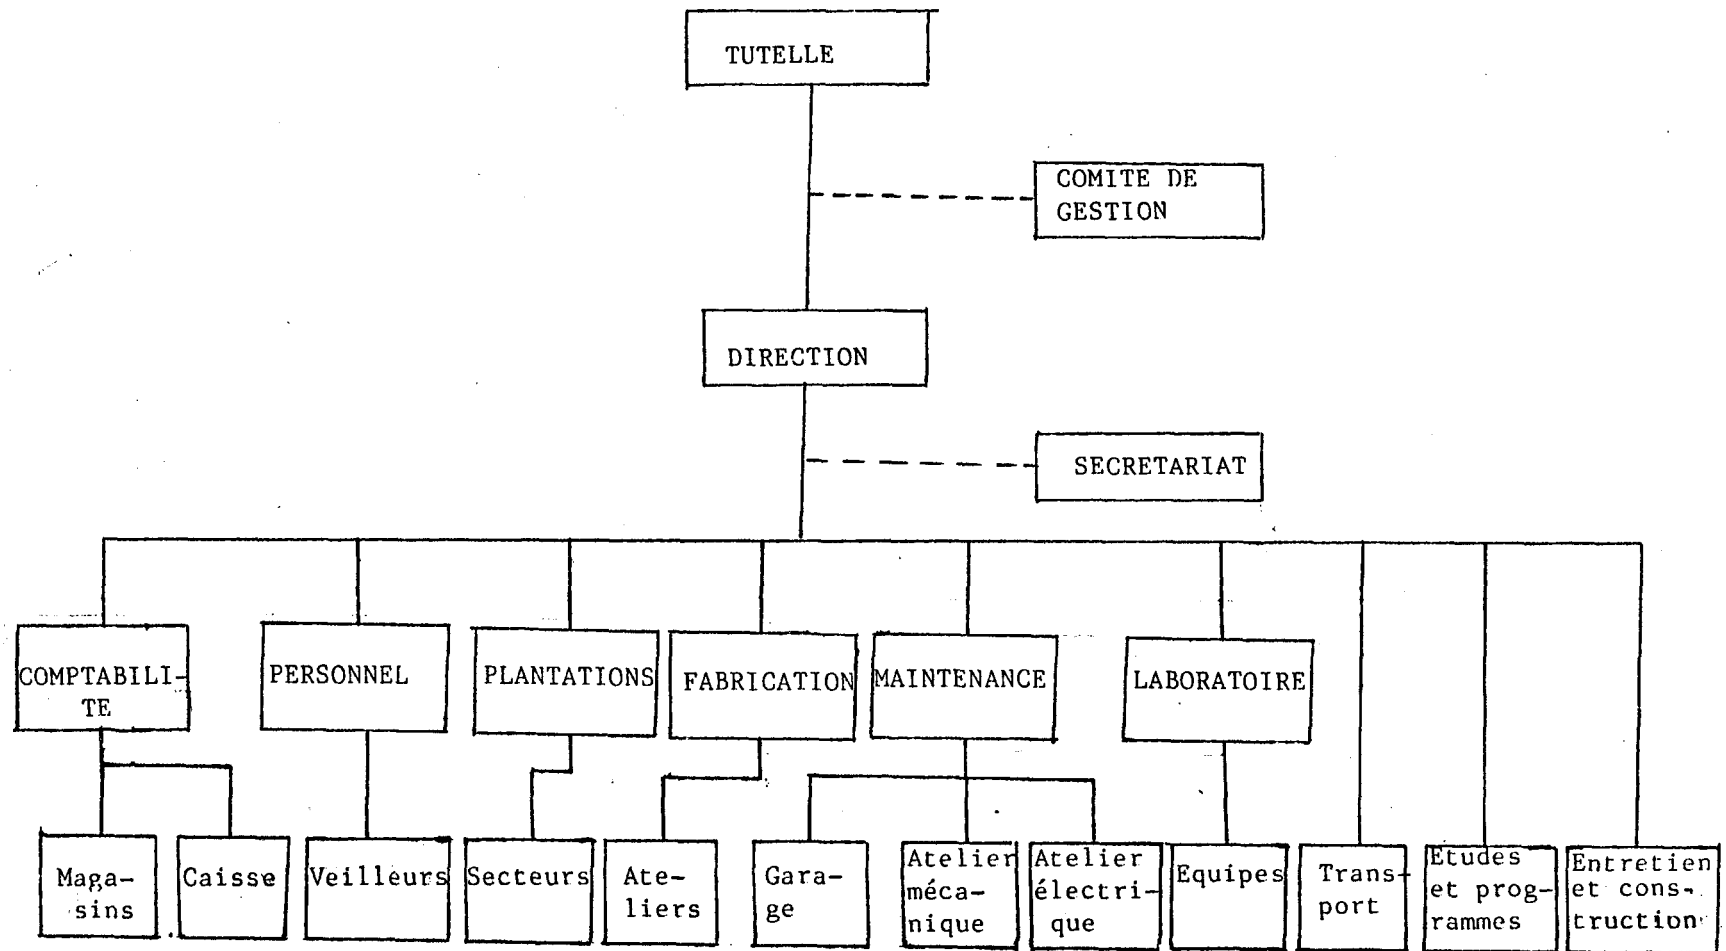 TUTELLE
COMITE DE
GESTION
DIRECTION
SECRETARIAT
COMPTABILI-
TE
PERSONNEL
PLANTATIONS
FABRICATION
MAINTENANCE
LABORATOIRE
Maga-
sins
Caisse
Veilleurs
Secteurs
Ate-
liers
Gara-
ge
Atelier
méca-
nique
Atelier
électri-
que
Equipes
Trans-
port
Etudes
et prog-
rammes
Entretien
et cons-
truction